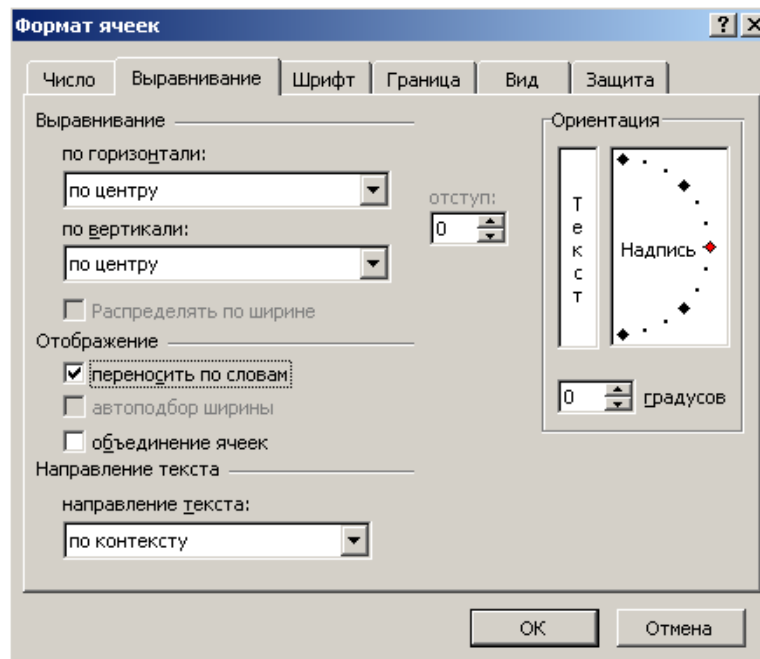 Формат ячеек
Число Выравнивание Шрифт Граница Вид Защита
Выравнивание
по горизонтали:
по центру
отступ:
0
по вертикали:
по центру
Распределять по ширине
Отображение
переносить по словам
автоподбор ширины
объединение ячеек
Направление текста
направление текста:
по контексту
Ориентация
Текст
Надпись
0 градусов
ОК Отмена